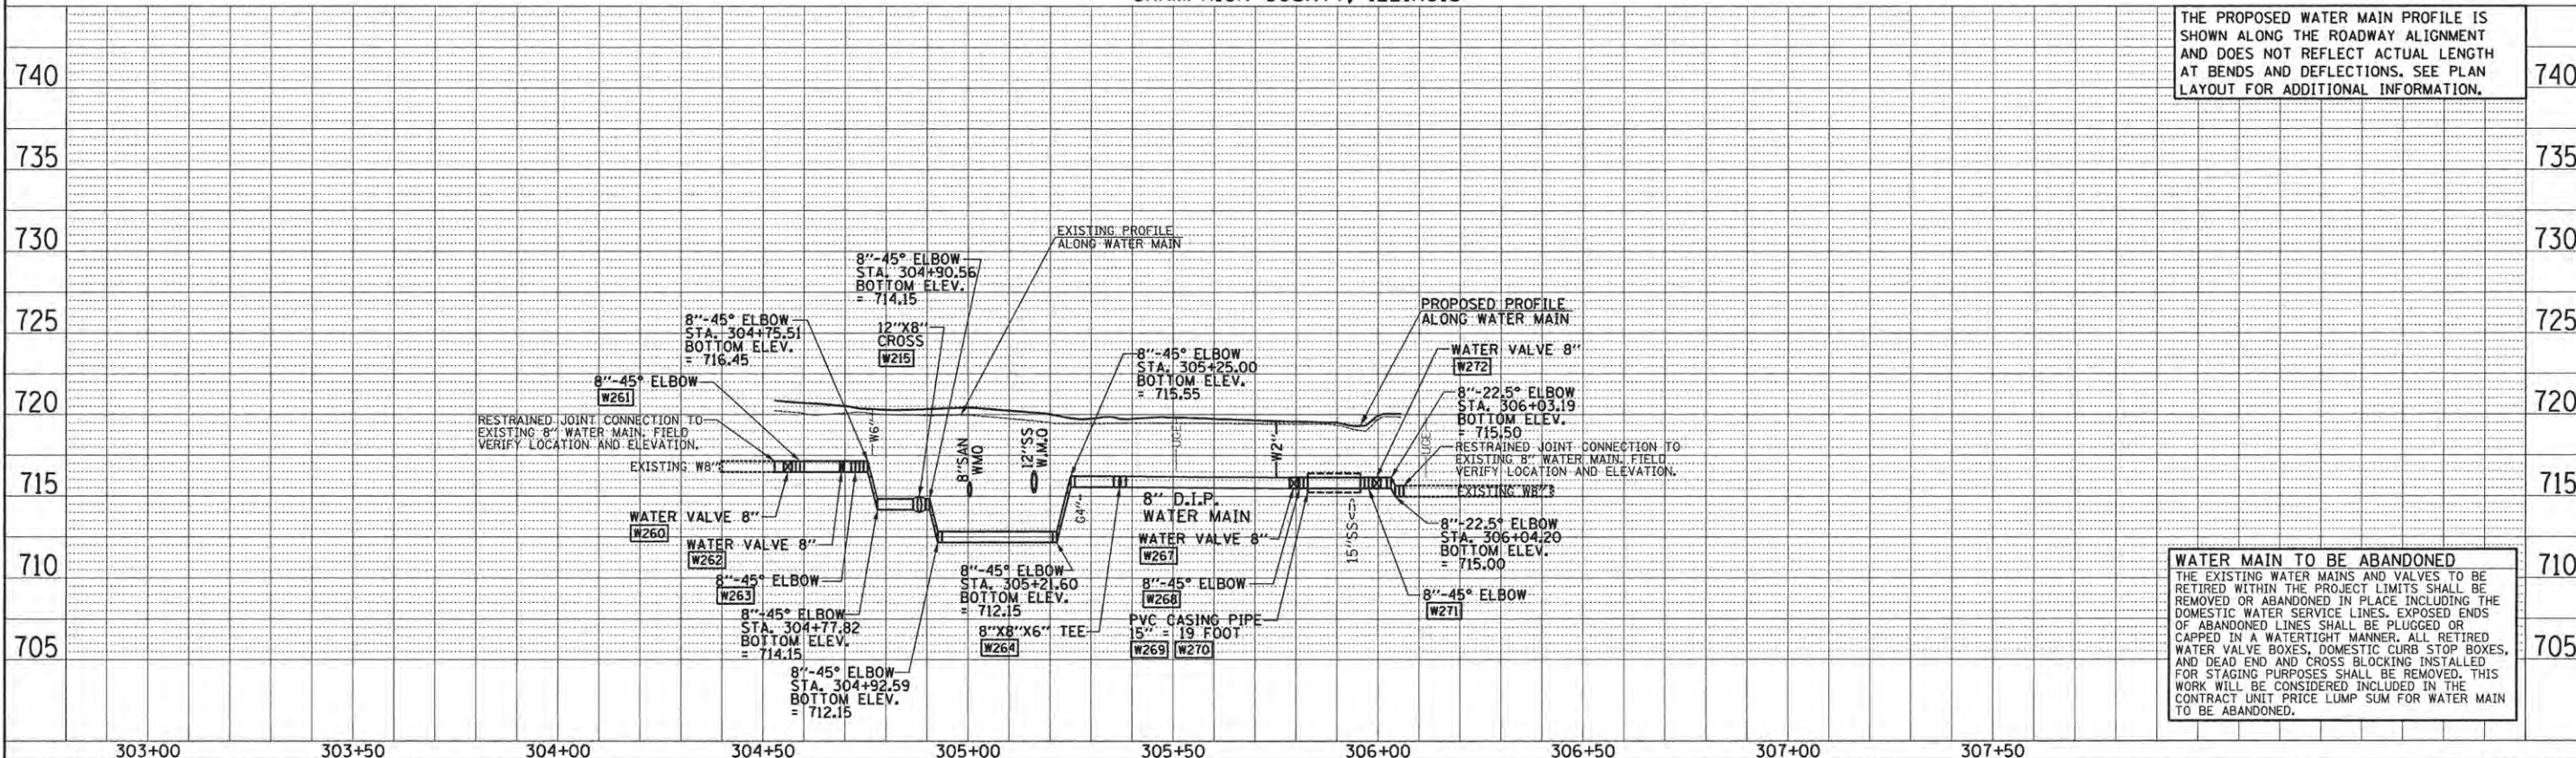 THE PROPOSED WATER MAIN PROFILE IS
SHOWN ALONG THE ROADWAY ALIGNMENT
AND DOES NOT REFLECT ACTUAL LENGTH
AT BENDS AND DEFLECTIONS. SEE PLAN
LAYOUT FOR ADDITIONAL INFORMATION.
740
735
730
725
720
715
710
705
740
735
730
725
720
715
710
705
EXISTING PROFILE
ALONG WATER MAIN
8"-45° ELBOW
STA. 304+90.56
BOTTOM ELEV.
= 714.15
8"-45° ELBOW
STA. 304+75.51
BOTTOM ELEV.
= 716.45
12"X8"
CROSS
W215
PROPOSED PROFILE
ALONG WATER MAIN
WATER VALVE 8"
W272
8"-45° ELBOW
STA. 305+25.00
BOTTOM ELEV.
= 715.55
8"-45° ELBOW
W261
8"-22.5° ELBOW
STA. 306+03.19
BOTTOM ELEV.
= 715.50
RESTRAINED JOINT CONNECTION TO
EXISTING 8" WATER MAIN. FIELD
VERIFY LOCATION AND ELEVATION.
RESTRAINED JOINT CONNECTION TO
EXISTING 8" WATER MAIN. FIELD
VERIFY LOCATION AND ELEVATION.
W6"
8"SAN
WMO
12"SS
W.M.O
UGE
W2"
UGE
EXISTING W8"
EXISTING W8"
G4"
8" D.I.P.
WATER MAIN
15"SS
WATER VALVE 8"
W260
WATER VALVE 8"
W262
8"-45° ELBOW
W263
8"-45° ELBOW
STA. 304+77.82
BOTTOM ELEV.
= 714.15
8"-45° ELBOW
STA. 304+92.59
BOTTOM ELEV.
= 712.15
8"-45° ELBOW
STA. 305+21.60
BOTTOM ELEV.
= 712.15
8"X8"X6" TEE
W264
WATER VALVE 8"
W267
8"-45° ELBOW
W268
PVC CASING PIPE
15" = 19 FOOT
W269 W270
8"-22.5° ELBOW
STA. 306+04.20
BOTTOM ELEV.
= 715.00
8"-45° ELBOW
W271
WATER MAIN TO BE ABANDONED
THE EXISTING WATER MAINS AND VALVES TO BE
RETIRED WITHIN THE PROJECT LIMITS SHALL BE
REMOVED OR ABANDONED IN PLACE INCLUDING THE
DOMESTIC WATER SERVICE LINES. EXPOSED ENDS
OF ABANDONED LINES SHALL BE PLUGGED OR
CAPPED IN A WATERTIGHT MANNER. ALL RETIRED
WATER VALVE BOXES, DOMESTIC CURB STOP BOXES,
AND DEAD END AND CROSS BLOCKING INSTALLED
FOR STAGING PURPOSES SHALL BE REMOVED. THIS
WORK WILL BE CONSIDERED INCLUDED IN THE
CONTRACT UNIT PRICE LUMP SUM FOR WATER MAIN
TO BE ABANDONED.
303+00 303+50 304+00 304+50 305+00 305+50 306+00 306+50 307+00 307+50